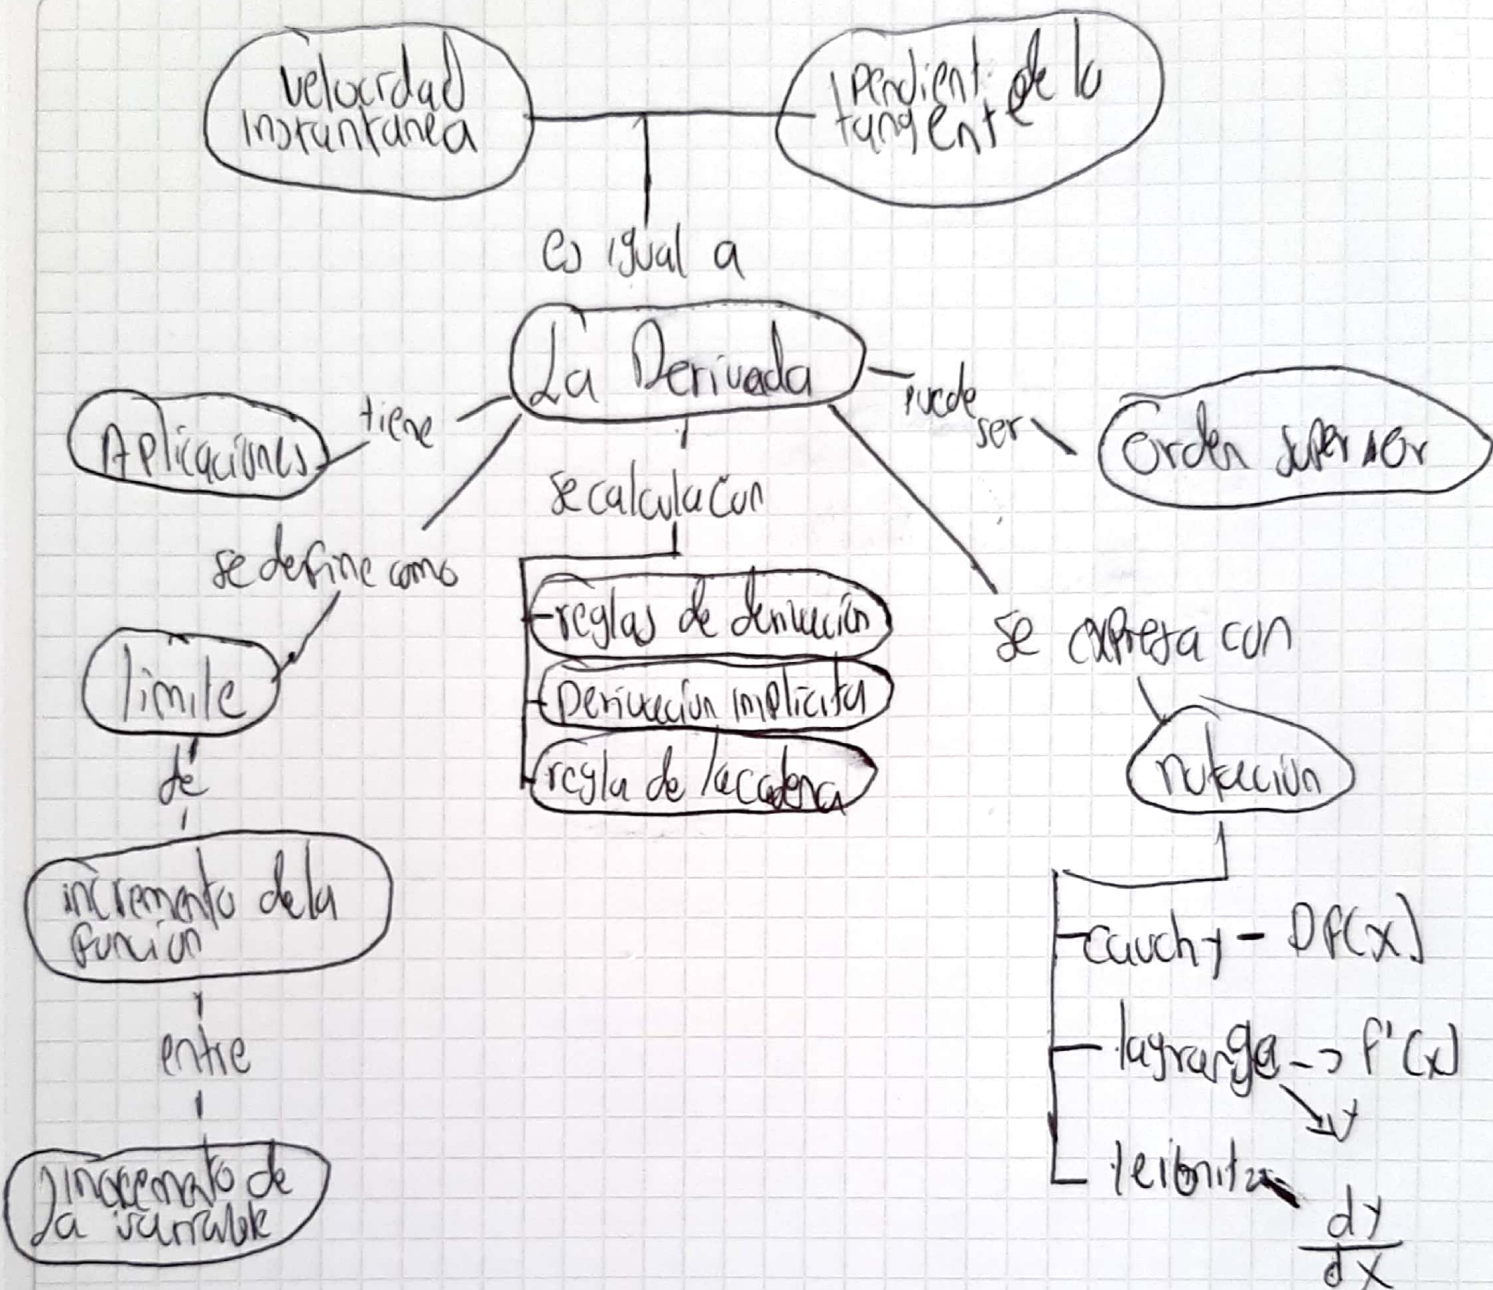 velocidad
instantanea
pendient de la
tangente
es igual a
La Derivada
Aplicaciones
tiene
puede
ser
orden superior
se calcula con
se define como
reglas de derivación
Derivación implicita
regla de la cadena
se expresa con
limite
notación
de
incremento de la
función
cauchy - Df(x)
entre
lagrange -> f'(x)
y
leibnitz
dy
dx
incremento de
la variable